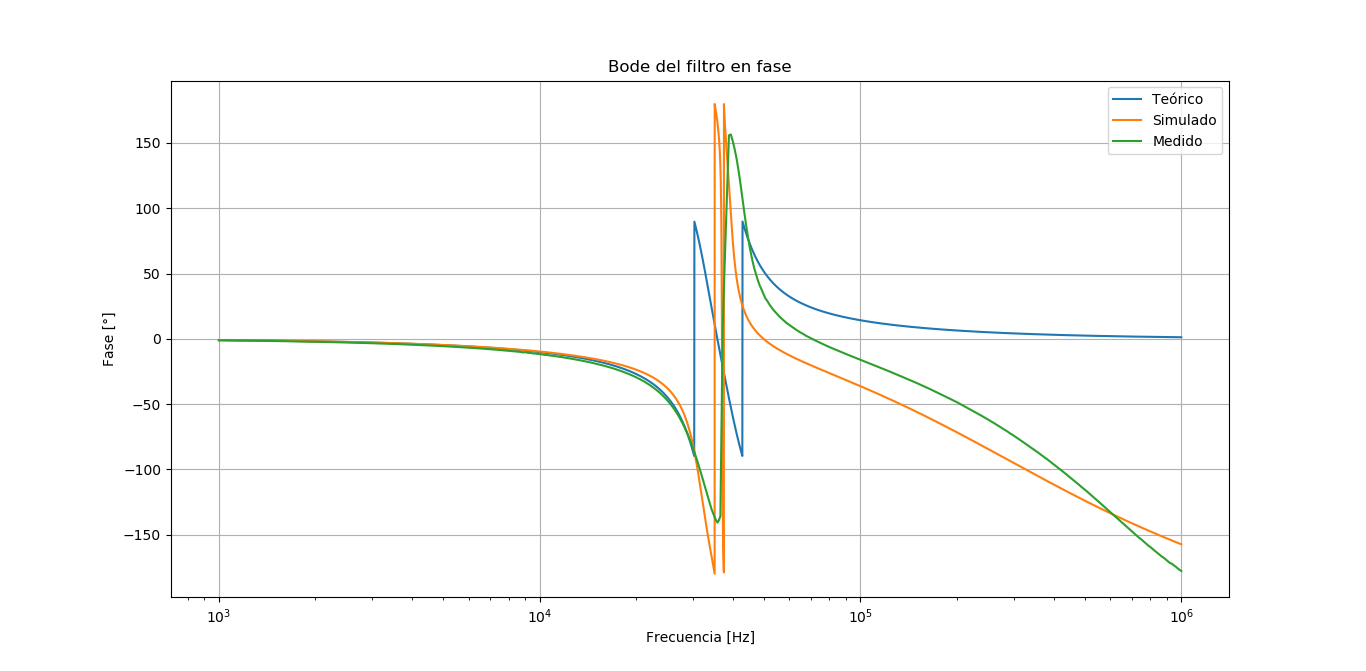 Bode del filtro en fase
Teórico
Simulado
Medido
Fase [°]
150
100
50
0
−50
−100
−150
10³
10⁴
10⁵
10⁶
Frecuencia [Hz]